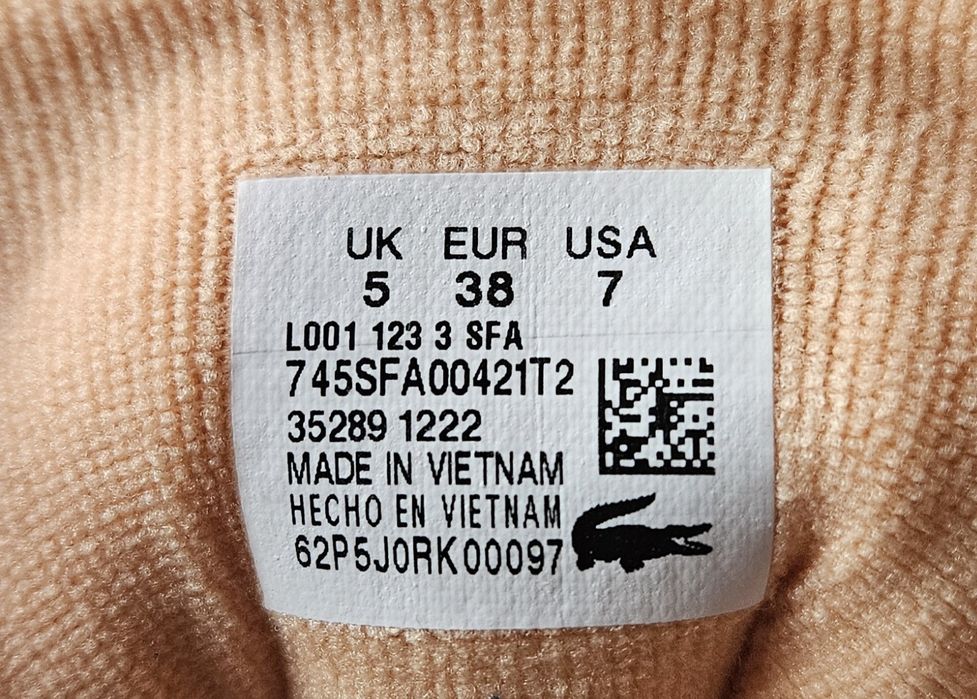 UK EUR USA
5 38 7
L001 123 3 SFA
745SFA00421T2
35289 1222
MADE IN VIETNAM
HECHO EN VIETNAM
62P5J0RK00097